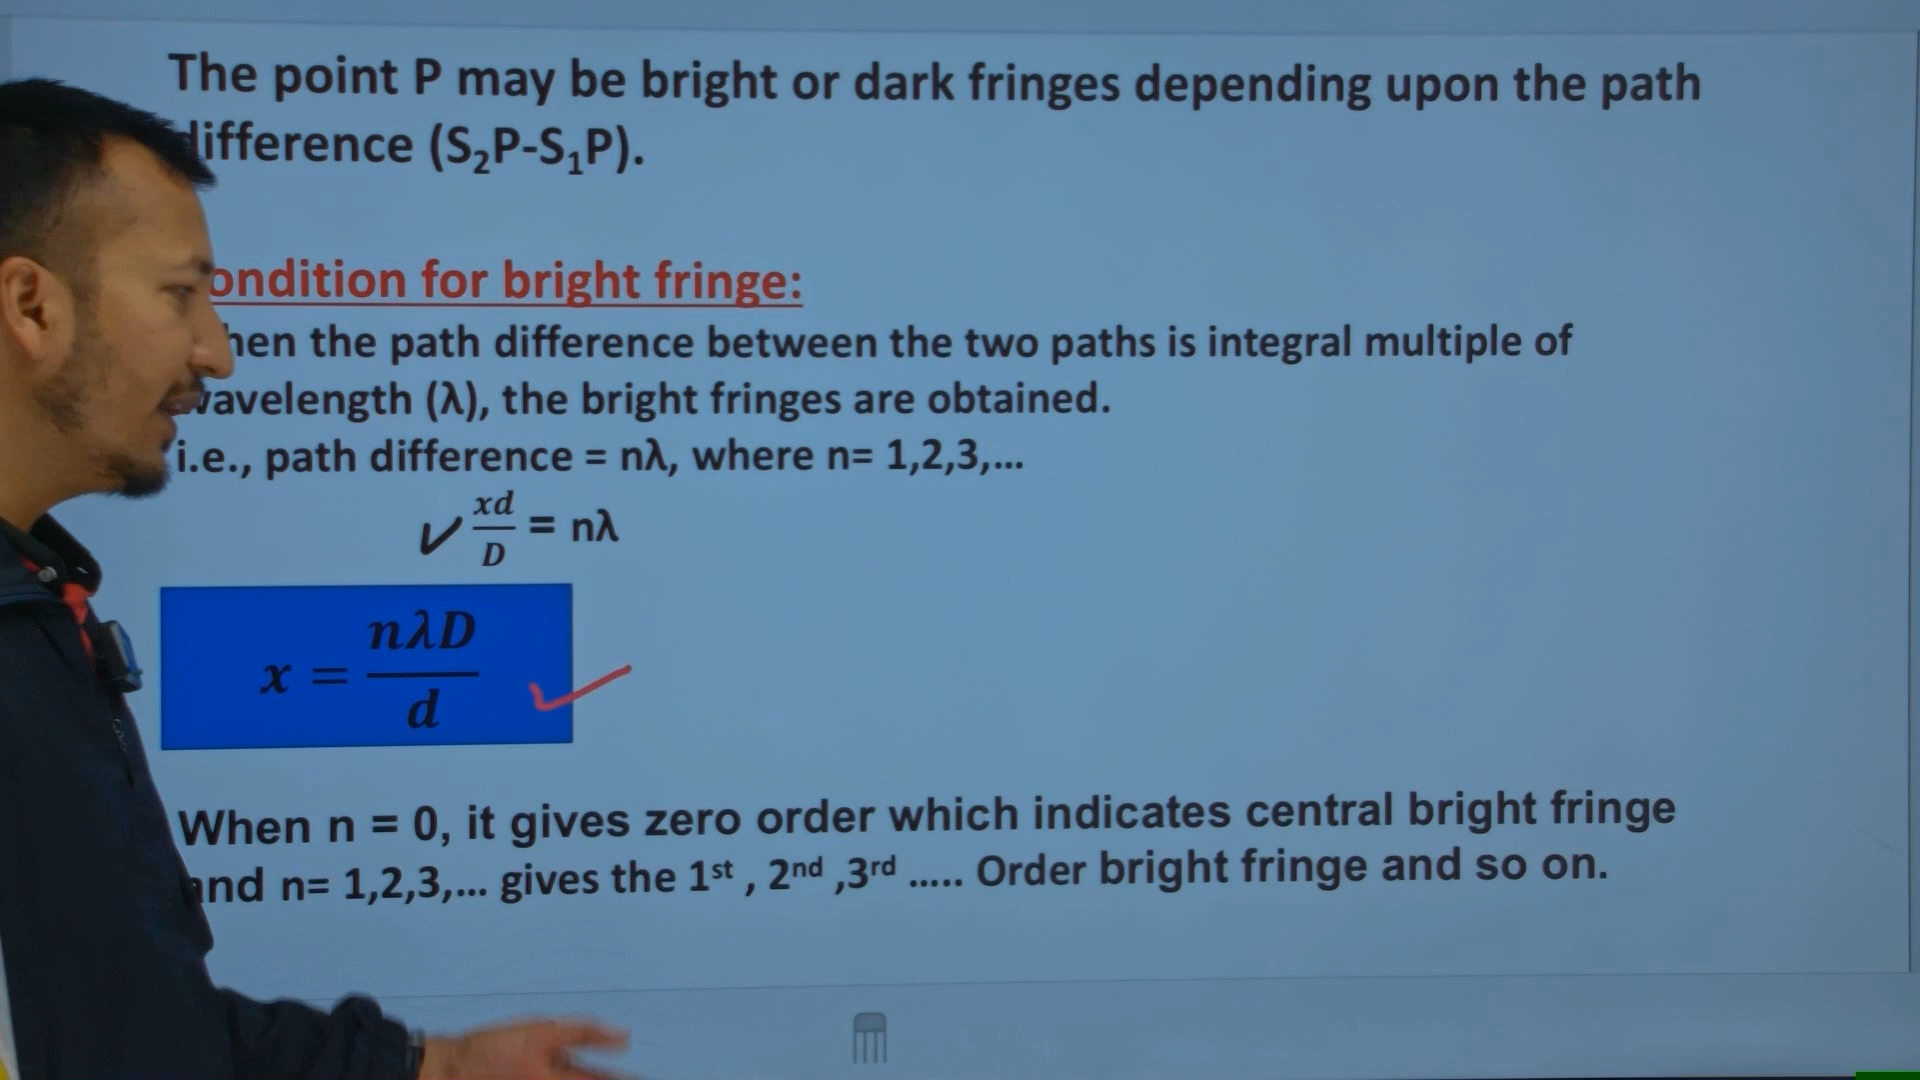 The point P may be bright or dark fringes depending upon the path
difference (S₂P-S₁P).
ondition for bright fringe:
hen the path difference between the two paths is integral multiple of
wavelength (λ), the bright fringes are obtained.
i.e., path difference = nλ, where n= 1,2,3,...
xd/D = nλ
x = nλD/d
When n = 0, it gives zero order which indicates central bright fringe
and n= 1,2,3,... gives the 1st , 2nd ,3rd ..... Order bright fringe and so on.